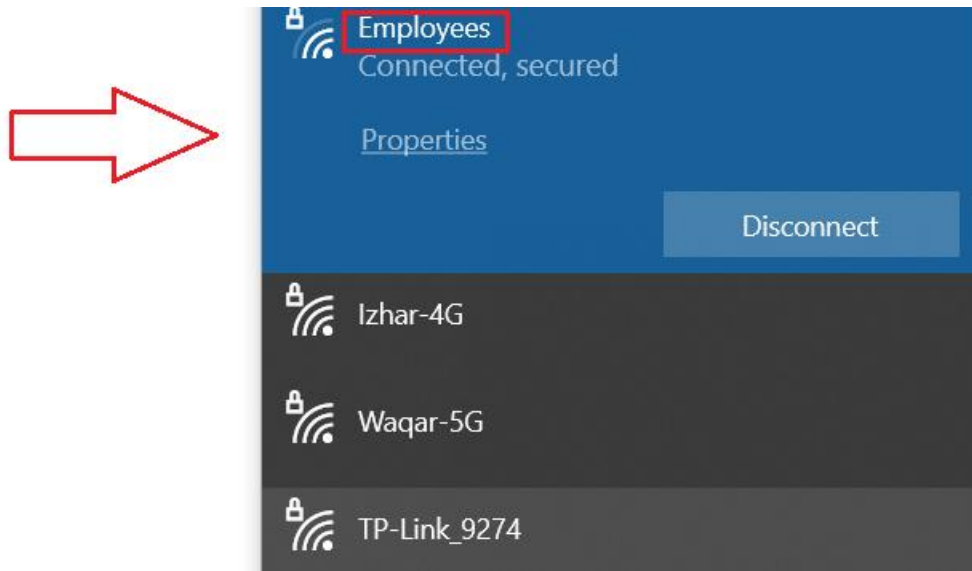 Employees
Connected, secured
Properties
Disconnect
Izhar-4G
Waqar-5G
TP-Link_9274